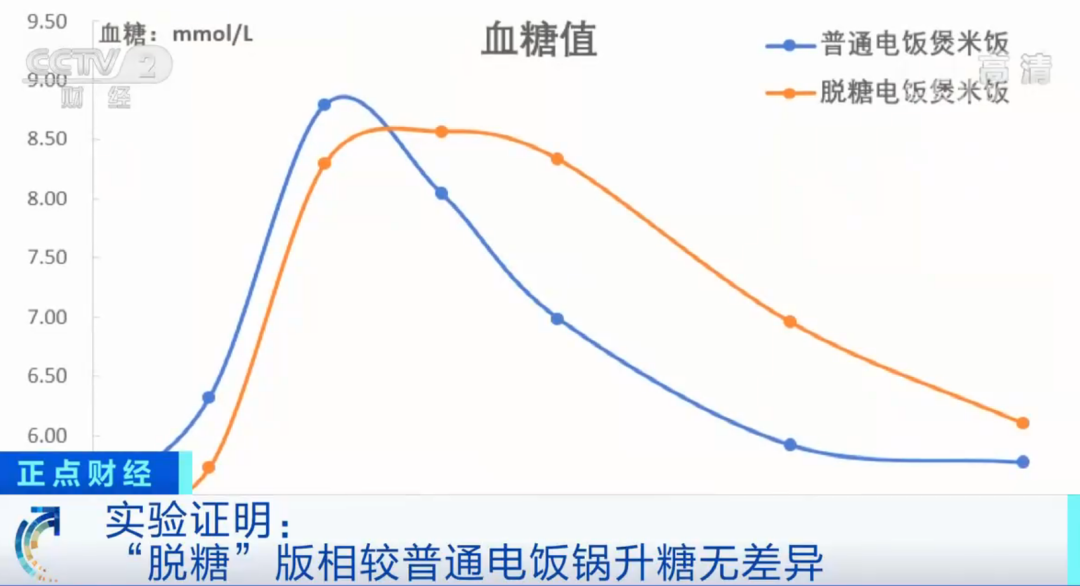 9.50
血糖：mmol/L
血糖值
普通电饭煲米饭
CCTV 2
高清
9.00
财经
脱糖电饭煲米饭
8.50
8.00
7.50
7.00
6.50
6.00
正点财经
实验证明：
“脱糖”版相较普通电饭锅升糖无差异